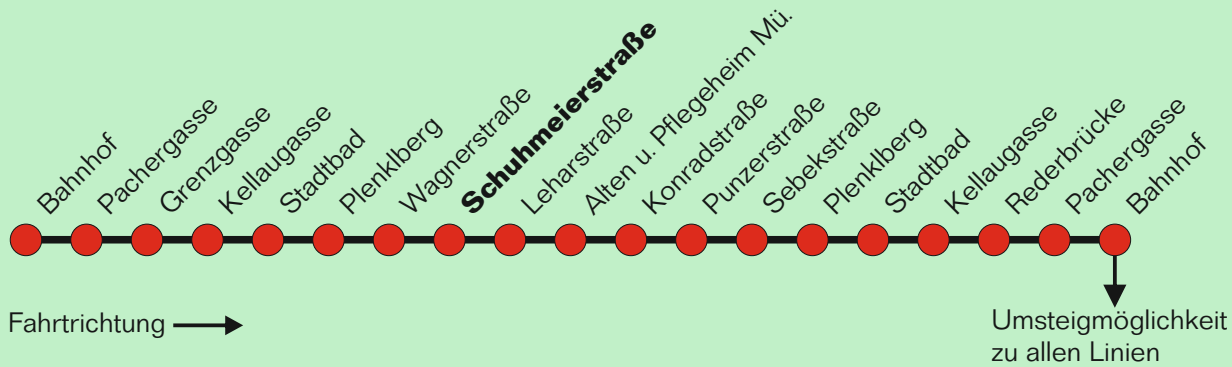 Bahnhof
Pachergasse
Grenzgasse
Kellaugasse
Stadtbad
Plenklberg
Wagnerstraße
Schuhmeierstraße
Leharstraße
Alten u. Pflegeheim Mü.
Konradstraße
Punzerstraße
Sebekstraße
Plenklberg
Stadtbad
Kellaugasse
Rederbrücke
Pachergasse
Bahnhof
Fahrtrichtung
Umsteigmöglichkeit
zu allen Linien